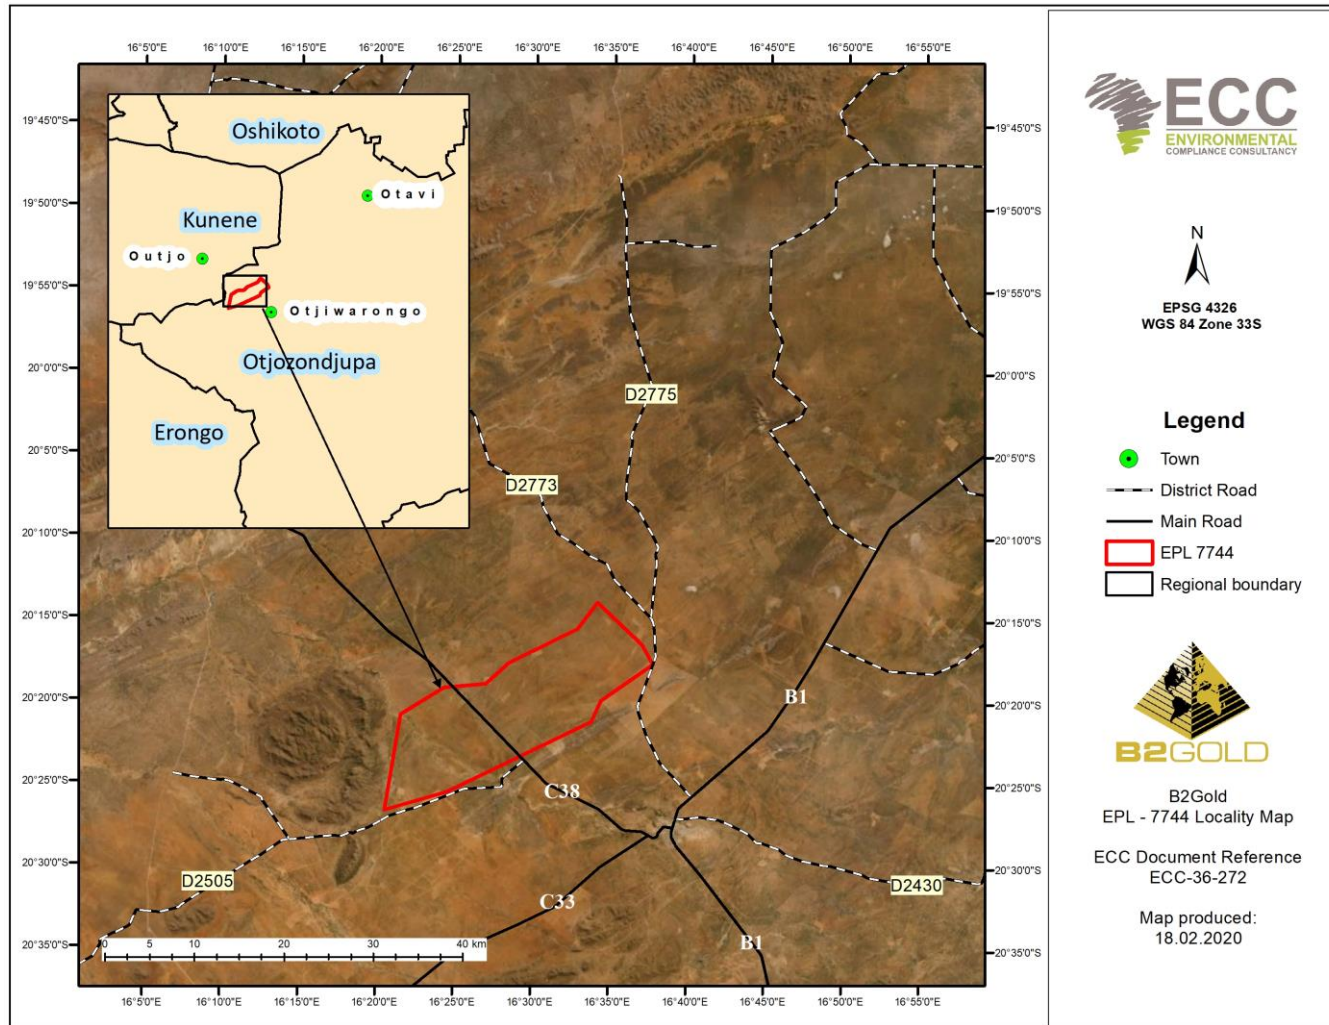 16°5'0"E 16°10'0"E 16°15'0"E 16°20'0"E 16°25'0"E 16°30'0"E 16°35'0"E 16°40'0"E 16°45'0"E 16°50'0"E 16°55'0"E
19°45'0"S
19°50'0"S
19°55'0"S
20°0'0"S
20°5'0"S
20°10'0"S
20°15'0"S
20°20'0"S
20°25'0"S
20°30'0"S
20°35'0"S
Oshikoto
Otavi
Kunene
Outjo
Otjiwarongo
Otjozondjupa
Erongo
D2775
D2773
B1
C38
D2505
C33
D2430
B1
0 5 10 20 30 40 km
19°45'0"S
19°50'0"S
19°55'0"S
20°0'0"S
20°5'0"S
20°10'0"S
20°15'0"S
20°20'0"S
20°25'0"S
20°30'0"S
20°35'0"S
16°5'0"E 16°10'0"E 16°15'0"E 16°20'0"E 16°25'0"E 16°30'0"E 16°35'0"E 16°40'0"E 16°45'0"E 16°50'0"E 16°55'0"E
ECC
ENVIRONMENTAL
COMPLIANCE CONSULTANCY
N
EPSG 4326
WGS 84 Zone 33S
Legend
Town
District Road
Main Road
EPL 7744
Regional boundary
B2GOLD
B2Gold
EPL - 7744 Locality Map
ECC Document Reference
ECC-36-272
Map produced:
18.02.2020